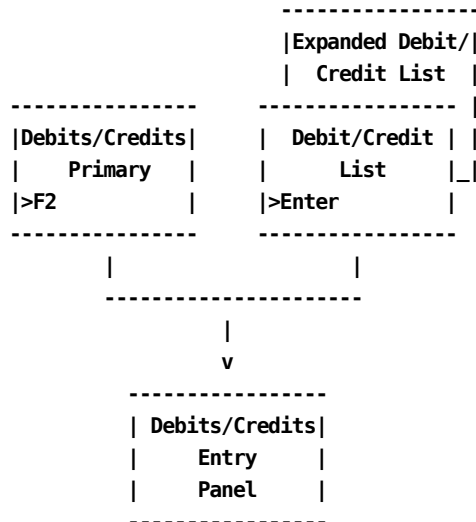 Expanded Debit/
Credit List
Debits/Credits
Primary
>F2
Debit/Credit
List
>Enter
v
Debits/Credits
Entry
Panel